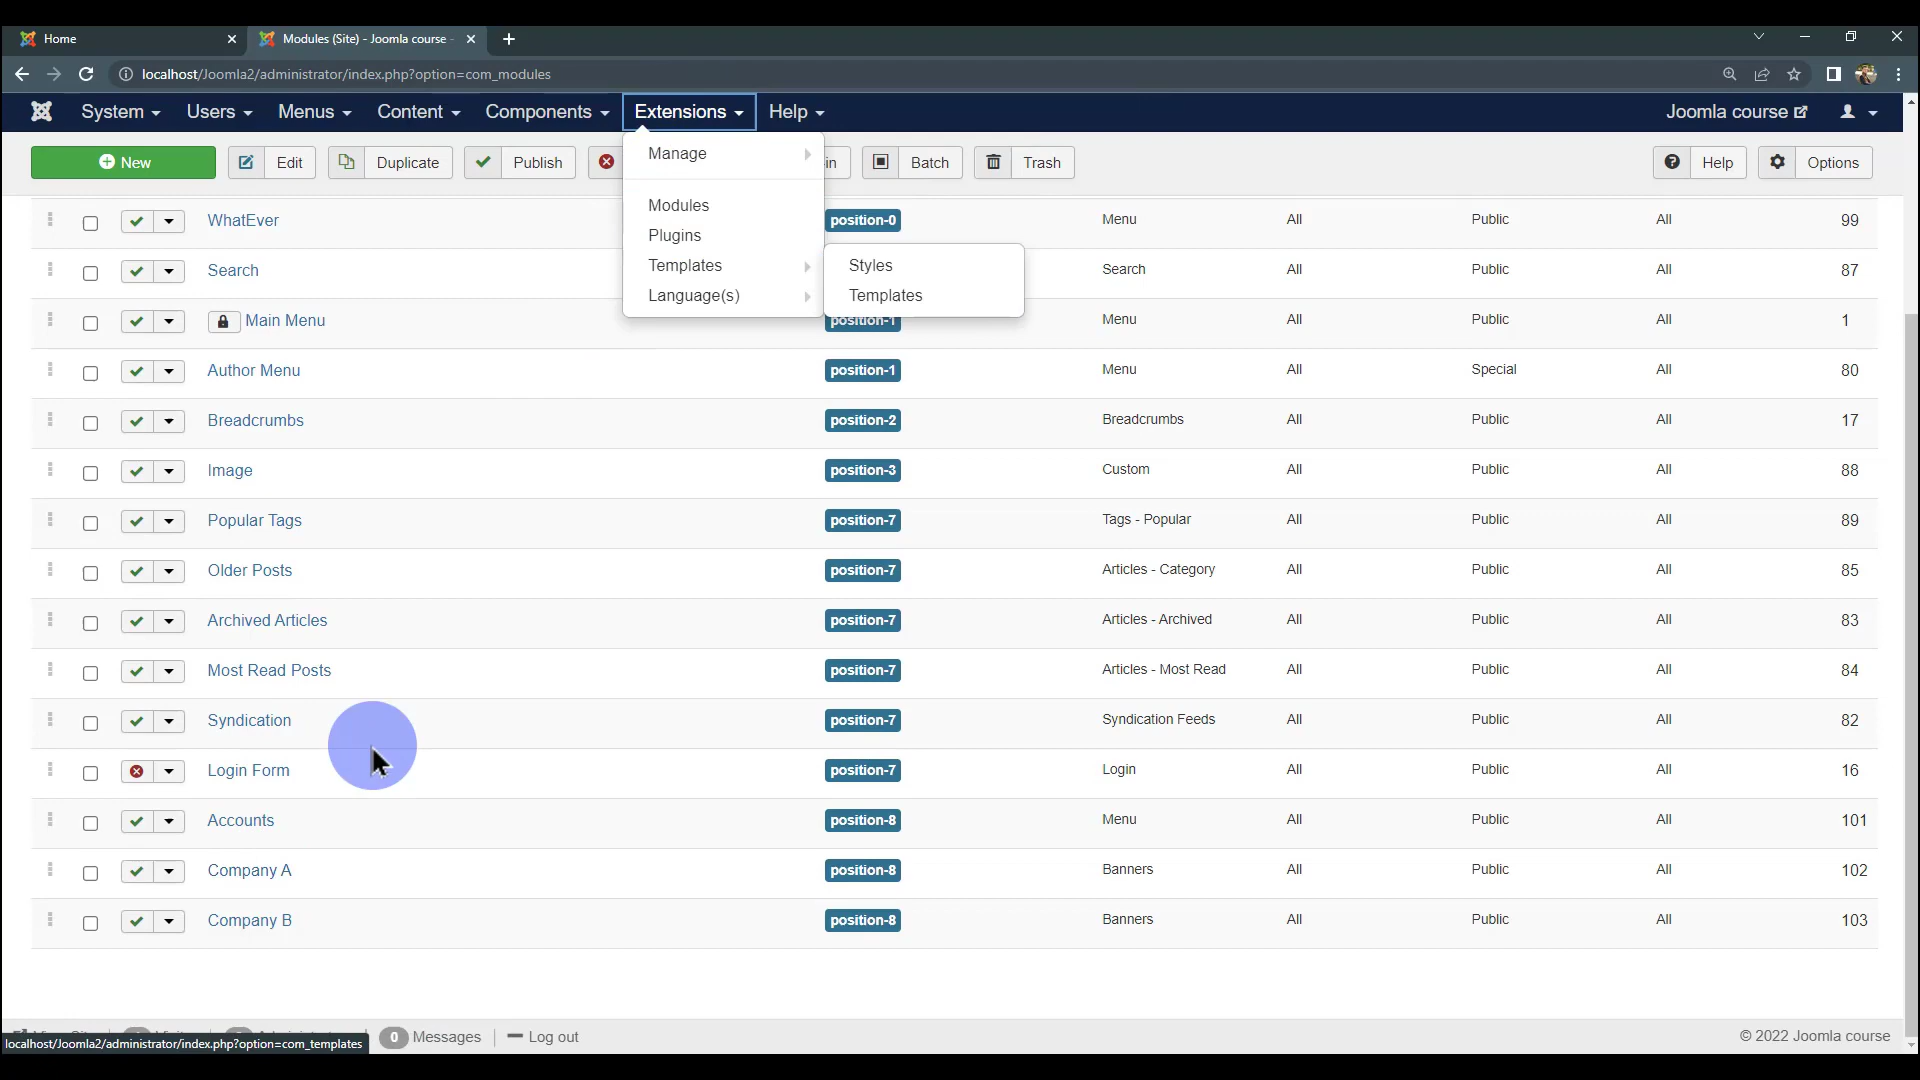 Home
Modules (Site) - Joomla course -
localhost/Joomla2/administrator/index.php?option=com_modules
System Users Menus Content Components Extensions Help Joomla course
New Edit Duplicate Publish in Batch Trash Help Options
Manage
Modules
Plugins
Templates
Language(s)
Styles
Templates
WhatEver position-0 Menu All Public All 99
Search Search All Public All 87
Main Menu position-1 Menu All Public All 1
Author Menu position-1 Menu All Special All 80
Breadcrumbs position-2 Breadcrumbs All Public All 17
Image position-3 Custom All Public All 88
Popular Tags position-7 Tags - Popular All Public All 89
Older Posts position-7 Articles - Category All Public All 85
Archived Articles position-7 Articles - Archived All Public All 83
Most Read Posts position-7 Articles - Most Read All Public All 84
Syndication position-7 Syndication Feeds All Public All 82
Login Form position-7 Login All Public All 16
Accounts position-8 Menu All Public All 101
Company A position-8 Banners All Public All 102
Company B position-8 Banners All Public All 103
0 Messages Log out © 2022 Joomla course
localhost/Joomla2/administrator/index.php?option=com_templates